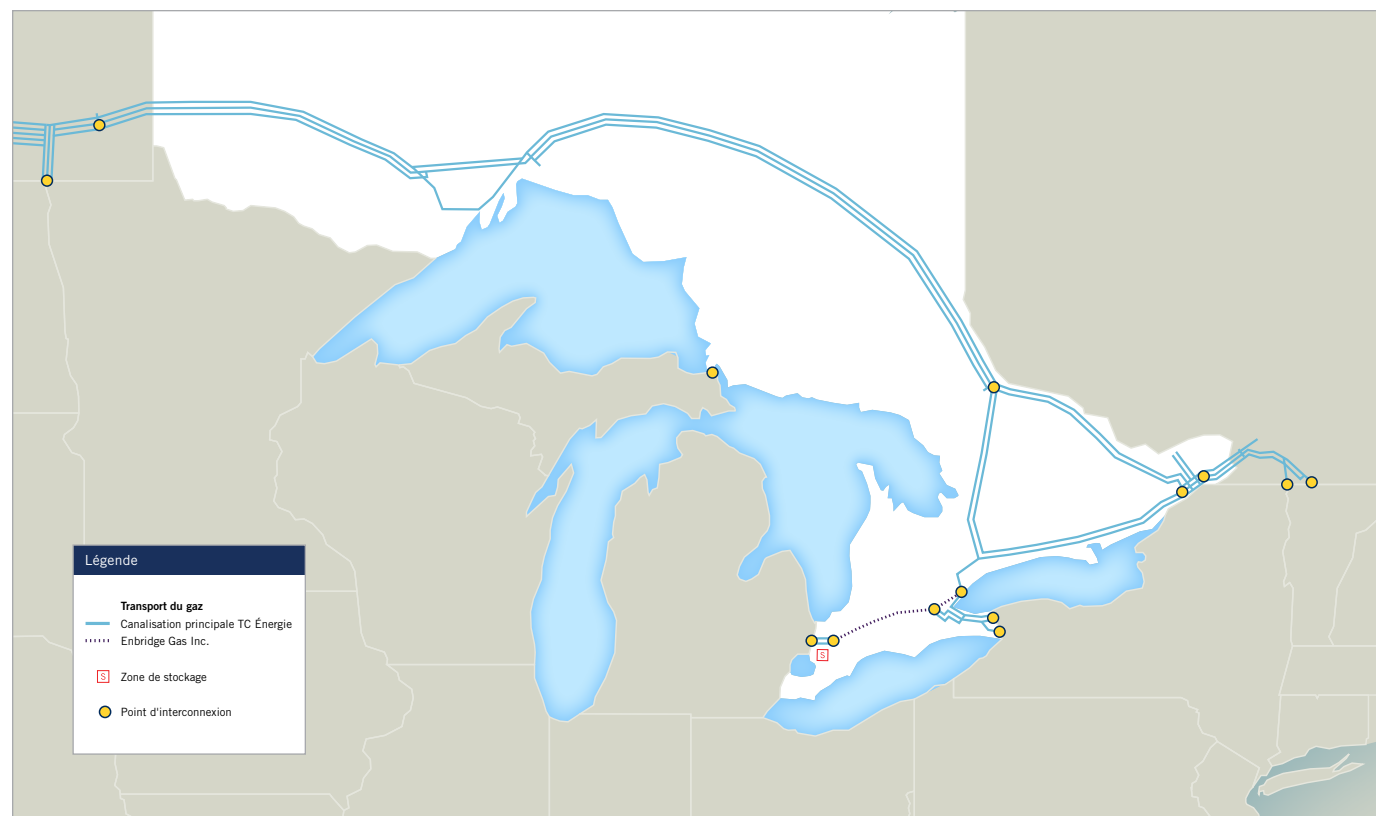 Légende
Transport du gaz
Canalisation principale TC Énergie
Enbridge Gas Inc.
S Zone de stockage
Point d'interconnexion
S